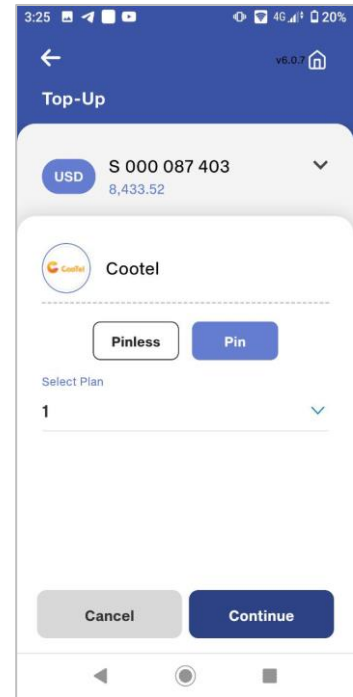 3:25 4G 20%
v6.0.7
Top-Up
USD S 000 087 403
8,433.52
Cootel Cootel
Pinless Pin
Select Plan
1
Cancel Continue